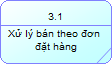 3.1
Xử lý bán theo đơn
đặt hàng